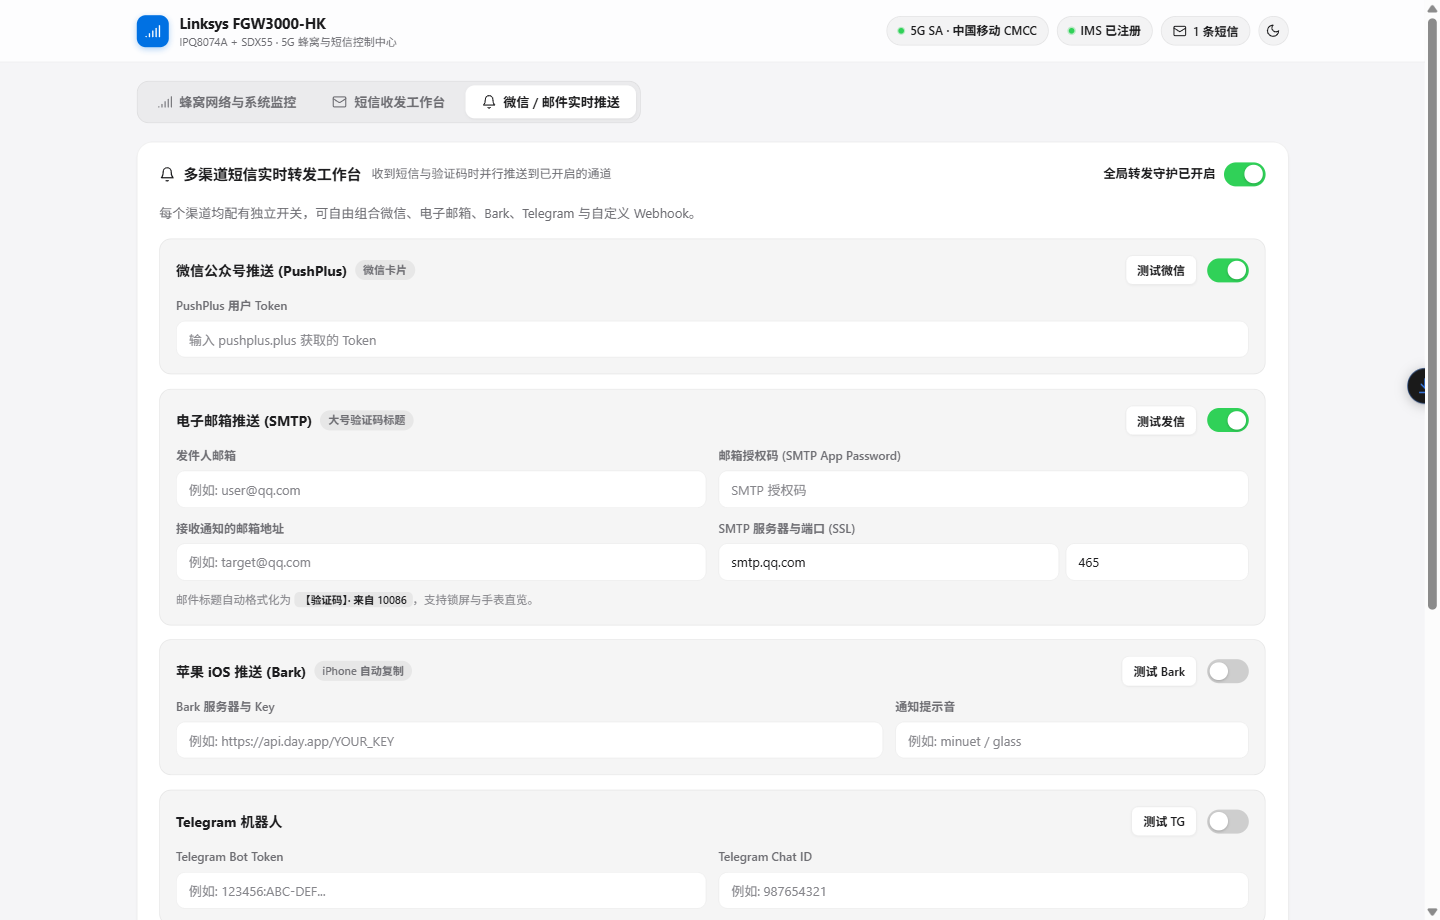 Linksys FGW3000-HK
IPQ8074A + SDX55 · 5G 蜂窝与短信控制中心
5G SA · 中国移动 CMCC
IMS 已注册
1 条短信
蜂窝网络与系统监控
短信收发工作台
微信 / 邮件实时推送
多渠道短信实时转发工作台 收到短信与验证码时并行推送到已开启的通道
全局转发守护已开启
每个渠道均配有独立开关，可自由组合微信、电子邮箱、Bark、Telegram 与自定义 Webhook。
微信公众号推送 (PushPlus) 微信卡片
测试微信
PushPlus 用户 Token
输入 pushplus.plus 获取的 Token
电子邮箱推送 (SMTP) 大号验证码标题
测试发信
发件人邮箱
邮箱授权码 (SMTP App Password)
例如: user@qq.com
SMTP 授权码
接收通知的邮箱地址
SMTP 服务器与端口 (SSL)
例如: target@qq.com
smtp.qq.com
465
邮件标题自动格式化为 【验证码】· 来自 10086 ，支持锁屏与手表直览。
苹果 iOS 推送 (Bark) iPhone 自动复制
测试 Bark
Bark 服务器与 Key
通知提示音
例如: https://api.day.app/YOUR_KEY
例如: minuet / glass
Telegram 机器人
测试 TG
Telegram Bot Token
Telegram Chat ID
例如: 123456:ABC-DEF...
例如: 987654321